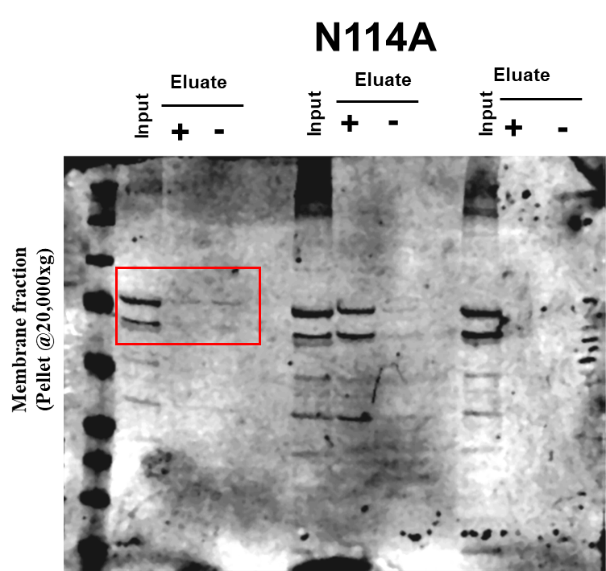 N114A
Input
Eluate
+ -
Input
Eluate
+ -
Input
Eluate
+ -
Membrane fraction
(Pellet @20,000xg)